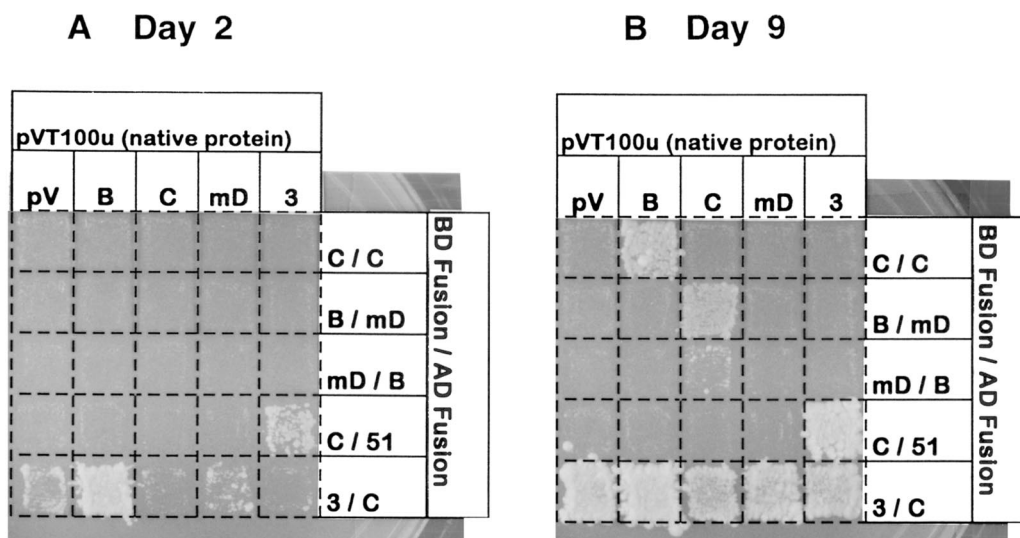 A Day 2
pVT100u (native protein)
pV B C mD 3
C / C
B / mD
mD / B
C / 51
3 / C
BD Fusion / AD Fusion
B Day 9
pVT100u (native protein)
pV B C mD 3
C / C
B / mD
mD / B
C / 51
3 / C
BD Fusion / AD Fusion